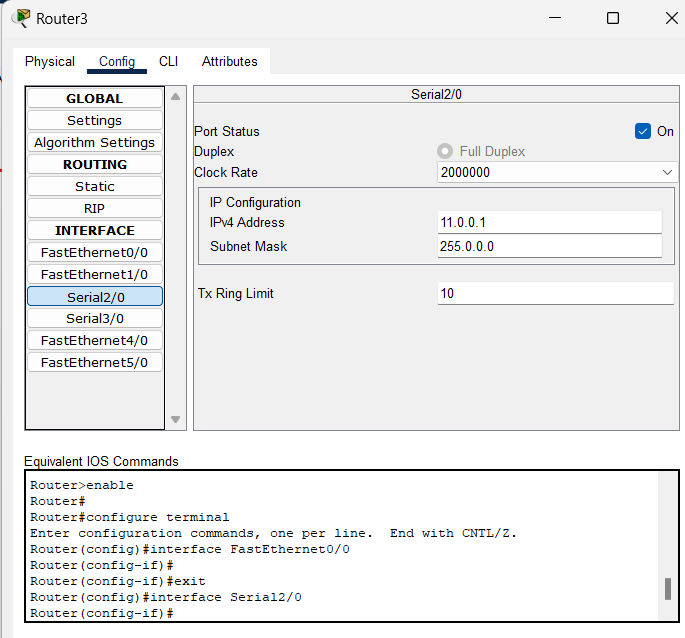 Router3
Physical Config CLI Attributes
GLOBAL
Settings
Algorithm Settings
ROUTING
Static
RIP
INTERFACE
FastEthernet0/0
FastEthernet1/0
Serial2/0
Serial3/0
FastEthernet4/0
FastEthernet5/0
Serial2/0
Port Status On
Duplex Full Duplex
Clock Rate 2000000
IP Configuration
IPv4 Address 11.0.0.1
Subnet Mask 255.0.0.0
Tx Ring Limit 10
Equivalent IOS Commands
Router>enable
Router#
Router#configure terminal
Enter configuration commands, one per line.  End with CNTL/Z.
Router(config)#interface FastEthernet0/0
Router(config-if)#
Router(config-if)#exit
Router(config)#interface Serial2/0
Router(config-if)#